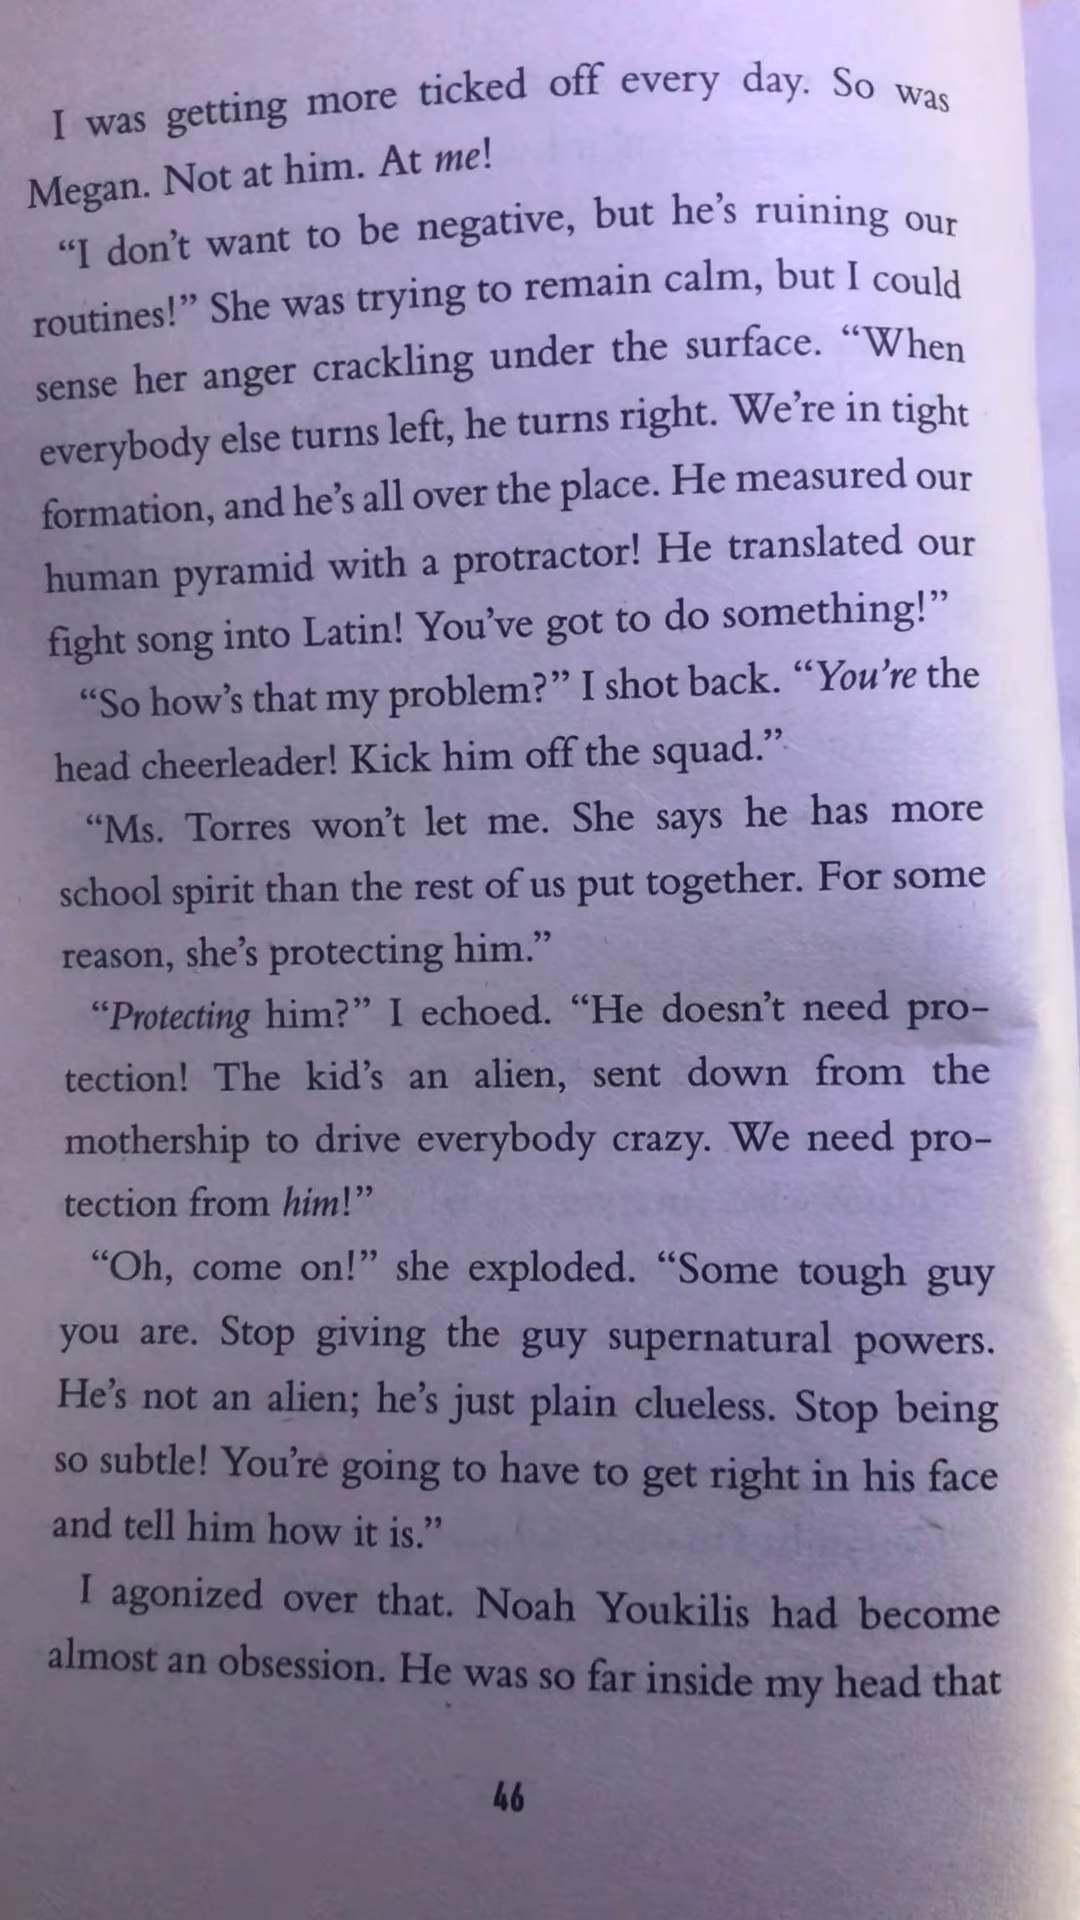 I was getting more ticked off every day. So was
Megan. Not at him. At me!
“I don’t want to be negative, but he’s ruining our
routines!” She was trying to remain calm, but I could
sense her anger crackling under the surface. “When
everybody else turns left, he turns right. We’re in tight
formation, and he’s all over the place. He measured our
human pyramid with a protractor! He translated our
fight song into Latin! You’ve got to do something!”
“So how’s that my problem?” I shot back. “You’re the
head cheerleader! Kick him off the squad.”
“Ms. Torres won’t let me. She says he has more
school spirit than the rest of us put together. For some
reason, she’s protecting him.”
“Protecting him?” I echoed. “He doesn’t need pro-
tection! The kid’s an alien, sent down from the
mothership to drive everybody crazy. We need pro-
tection from him!”
“Oh, come on!” she exploded. “Some tough guy
you are. Stop giving the guy supernatural powers.
He’s not an alien; he’s just plain clueless. Stop being
so subtle! You’re going to have to get right in his face
and tell him how it is.”
I agonized over that. Noah Youkilis had become
almost an obsession. He was so far inside my head that
46